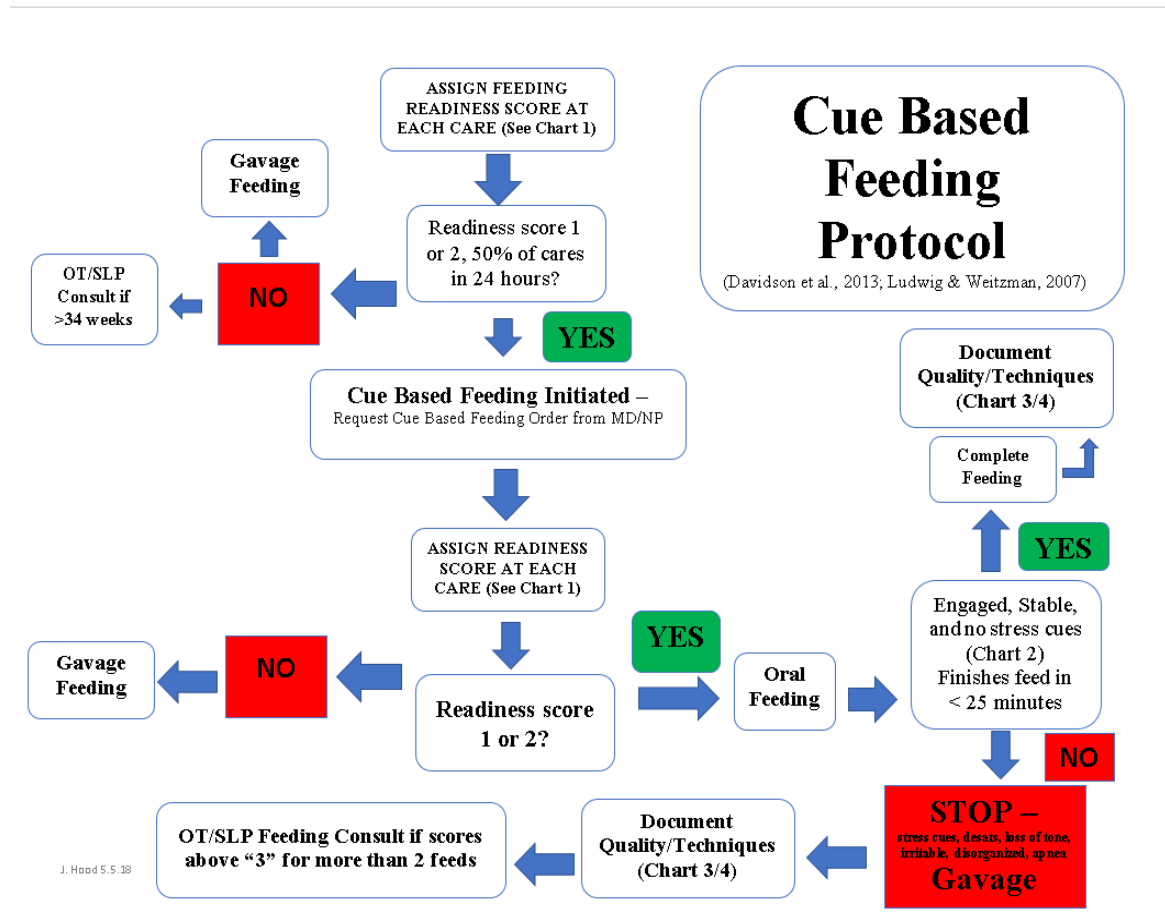 ASSIGN FEEDING
READINESS SCORE AT
EACH CARE (See Chart 1)
Cue Based
Feeding
Protocol
(Davidson et al., 2013; Ludwig & Weitzman, 2007)
Gavage
Feeding
Readiness score 1
or 2, 50% of cares
in 24 hours?
OT/SLP
Consult if
>34 weeks
NO
YES
Cue Based Feeding Initiated –
Request Cue Based Feeding Order from MD/NP
Document
Quality/Techniques
(Chart 3/4)
Complete
Feeding
YES
ASSIGN READINESS
SCORE AT EACH
CARE (See Chart 1)
Engaged, Stable,
and no stress cues
(Chart 2)
Finishes feed in
< 25 minutes
Gavage
Feeding
NO
Readiness score
1 or 2?
YES
Oral
Feeding
NO
STOP –
stress cues, desats, loss of tone,
irritable, disorganized, apnea
Gavage
Document
Quality/Techniques
(Chart 3/4)
OT/SLP Feeding Consult if scores
above “3” for more than 2 feeds
J. Hood 5.5.18